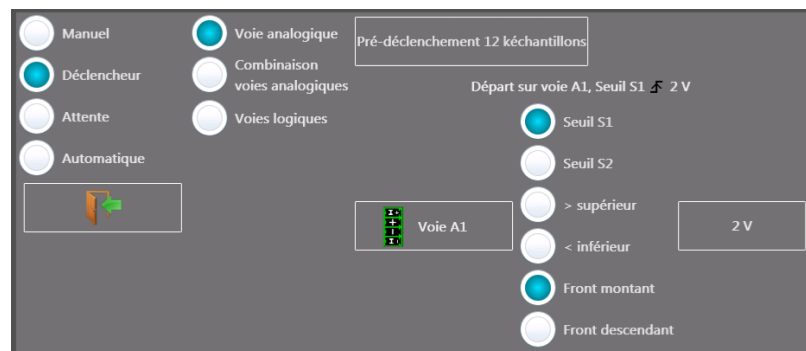 Manuel
Déclencheur
Attente
Automatique
Voie analogique
Combinaison
voies analogiques
Voies logiques
Pré-déclenchement 12 kéchantillons
Départ sur voie A1, Seuil S1 2 V
Seuil S1
Seuil S2
> supérieur
< inférieur
Front montant
Front descendant
Voie A1
2 V